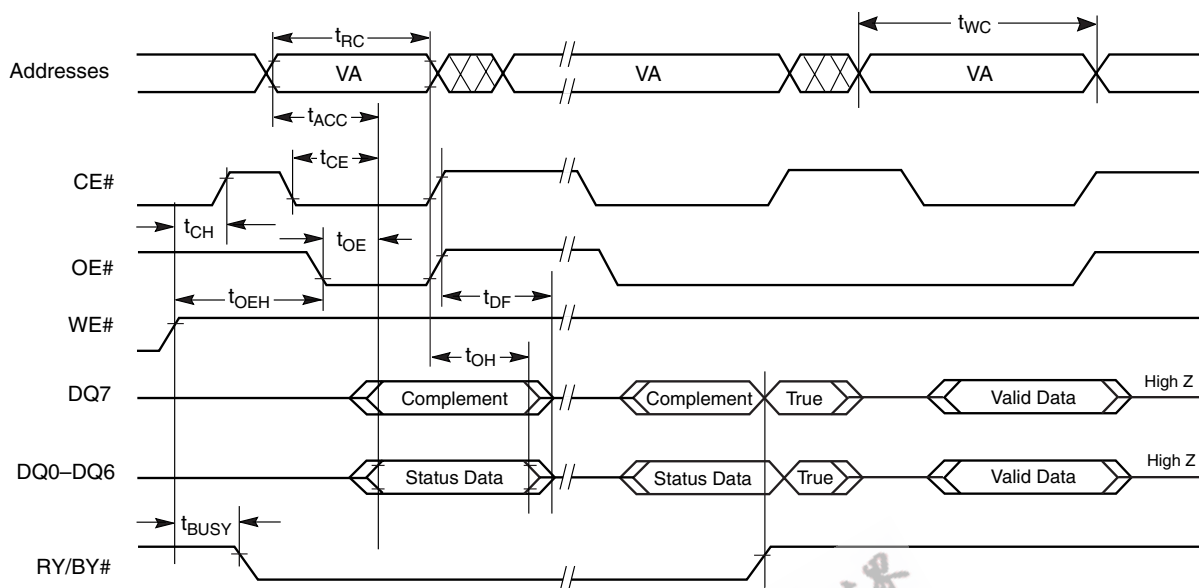 tRC
tWC
Addresses
VA
VA
VA
tACC
tCE
CE#
tCH
tOE
OE#
tOEH
tDF
WE#
tOH
DQ7
Complement
Complement
True
Valid Data
High Z
DQ0–DQ6
Status Data
Status Data
True
Valid Data
High Z
tBUSY
RY/BY#